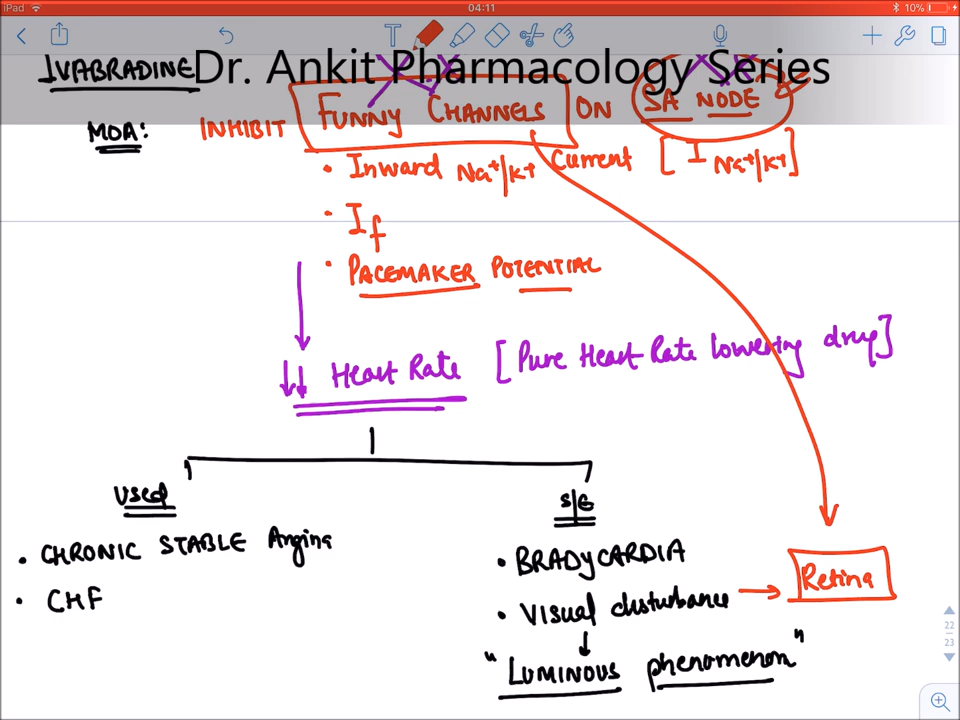 iPad 04:11 10%
Dr. Ankit Pharmacology Series
IVABRADINE
MOA: INHIBIT FUNNY CHANNELS ON SA NODE
• Inward Na+/K+ Current [I Na+/K+]
• If
• PACEMAKER POTENTIAL
↓↓ Heart Rate [Pure Heart Rate lowering drug]
Used
S/E
• CHRONIC STABLE Angina
• CHF
• BRADYCARDIA
• Visual disturbance → Retina
"LUMINOUS phenomenon"
22
23